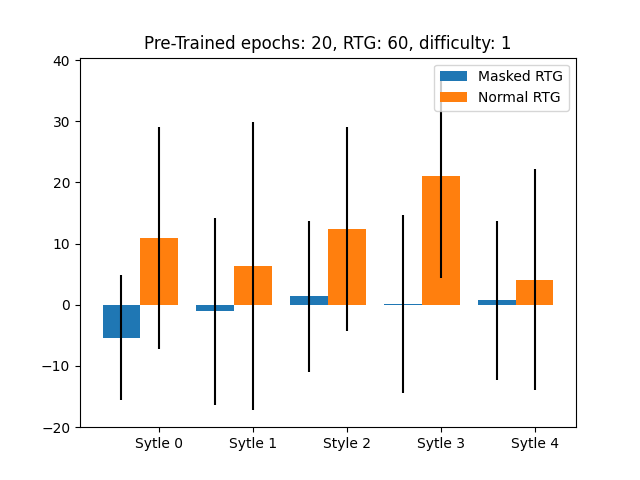 Pre-Trained epochs: 20, RTG: 60, difficulty: 1
Masked RTG
Normal RTG
40
30
20
10
0
−10
−20
Sytle 0
Sytle 1
Style 2
Sytle 3
Sytle 4